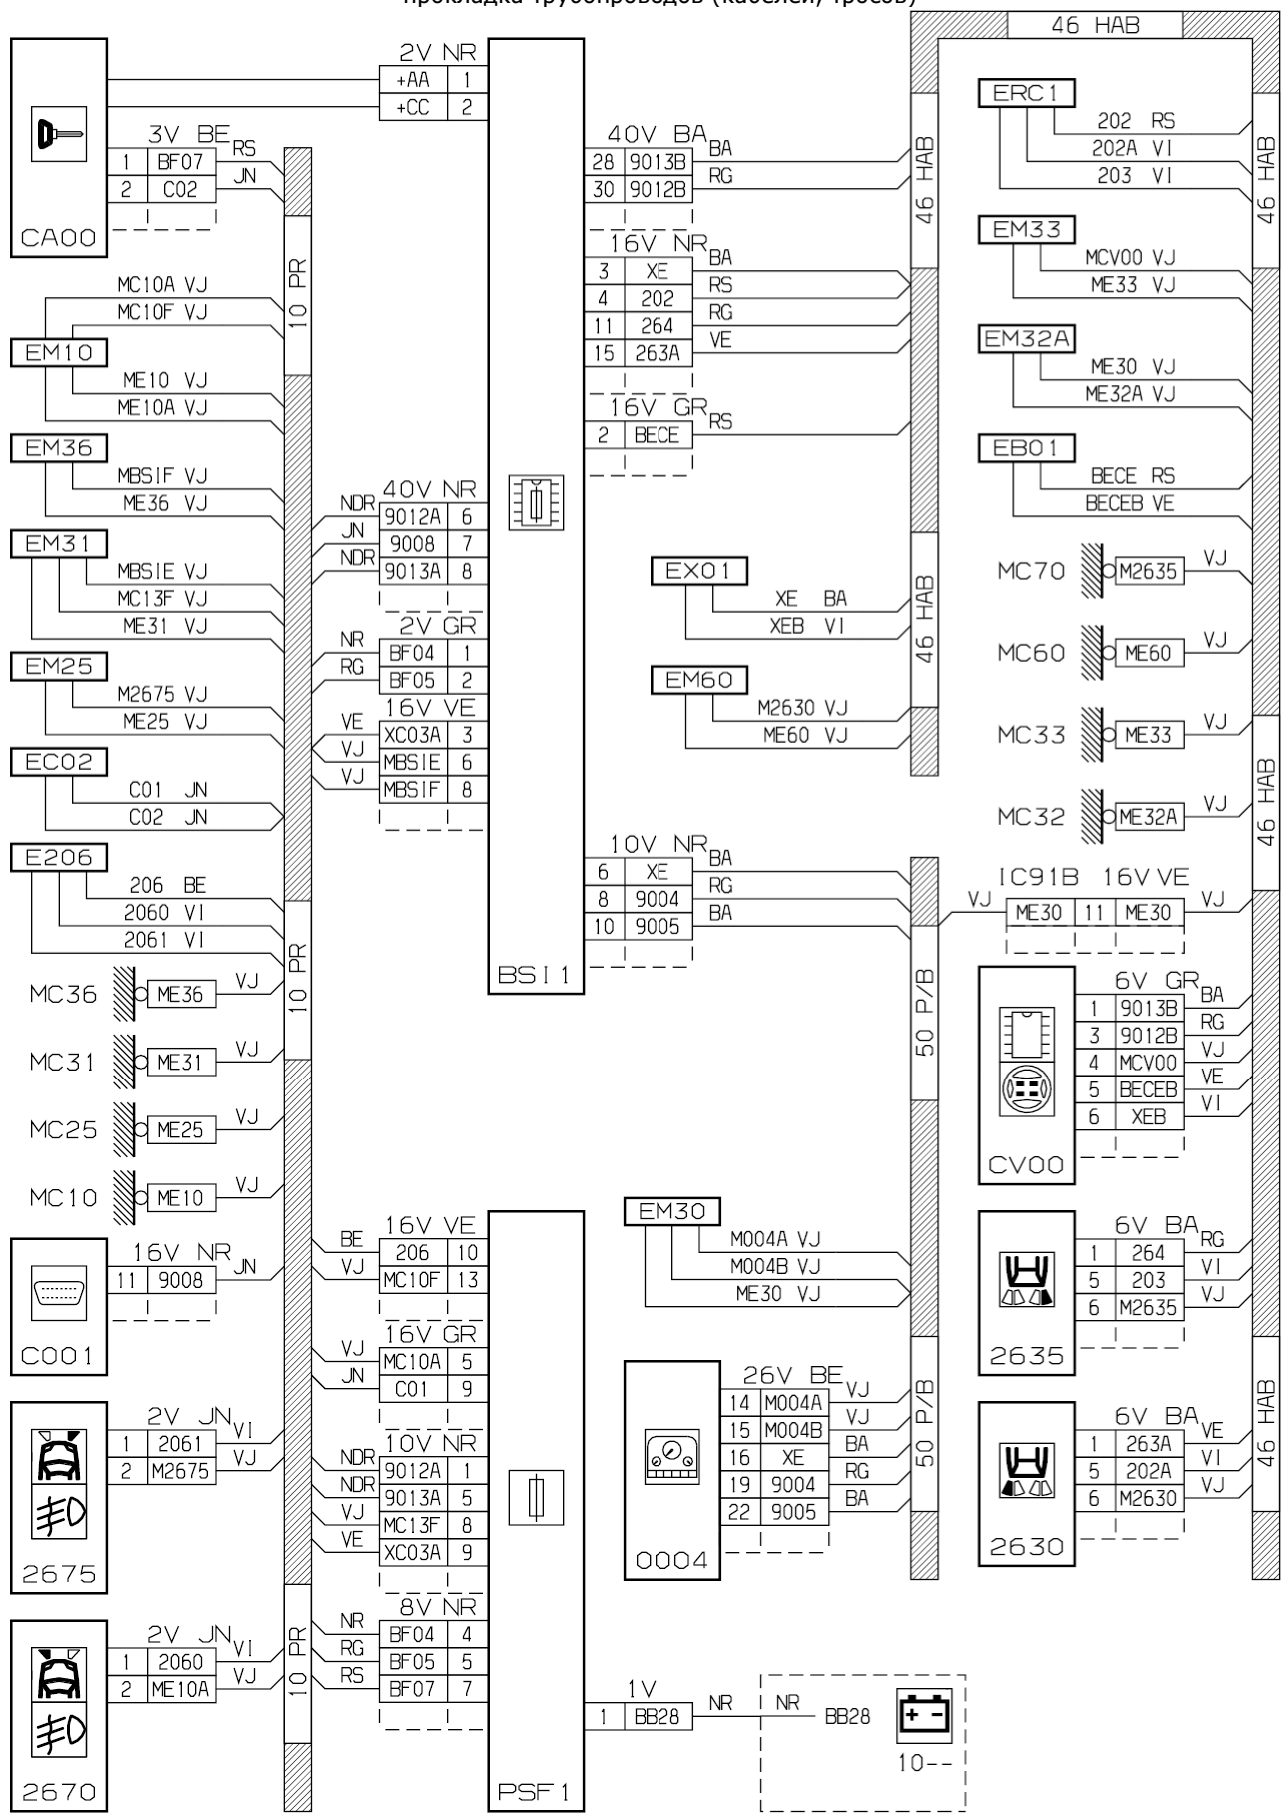 прокладка трубопроводов (кабелей, тросов)
46 HAB
CA00
3V BE
1 BF07 RS
2 C02 JN
10 PR
MC10A VJ
MC10F VJ
EM10
ME10 VJ
ME10A VJ
EM36
MBSIF VJ
ME36 VJ
EM31
MBSIE VJ
MC13F VJ
ME31 VJ
EM25
M2675 VJ
ME25 VJ
EC02
C01 JN
C02 JN
E206
206 BE
2060 VI
2061 VI
10 PR
MC36 ME36 VJ
MC31 ME31 VJ
MC25 ME25 VJ
MC10 ME10 VJ
16V NR
11 9008 JN
C001
2V JN
1 2061 VI
2 M2675 VJ
2675
2V JN
1 2060 VI
2 ME10A VJ
2670
10 PR
2V NR
+AA 1
+CC 2
40V NR
NDR 9012A 6
JN 9008 7
NDR 9013A 8
2V GR
NR BF04 1
RG BF05 2
16V VE
VE XC03A 3
VJ MBSIE 6
VJ MBSIF 8
BSI1
40V BA
28 9013B BA
30 9012B RG
16V NR
3 XE BA
4 202 RS
11 264 RG
15 263A VE
16V GR
2 BECE RS
EX01
XE BA
XEB VI
EM60
M2630 VJ
ME60 VJ
10V NR
6 XE BA
8 9004 RG
10 9005 BA
46 HAB
46 HAB
50 P/B
16V VE
BE 206 10
VJ MC10F 13
16V GR
VJ MC10A 5
JN C01 9
10V NR
NDR 9012A 1
NDR 9013A 5
VJ MC13F 8
VE XC03A 9
8V NR
NR BF04 4
RG BF05 5
RS BF07 7
PSF1
1V
1 BB28 NR
NR BB28
10--
EM30
M004A VJ
M004B VJ
ME30 VJ
26V BE
14 M004A VJ
15 M004B VJ
16 XE BA
19 9004 RG
22 9005 BA
0004
50 P/B
ERC1
202 RS
202A VI
203 VI
46 HAB
EM33
MCV00 VJ
ME33 VJ
EM32A
ME30 VJ
ME32A VJ
EB01
BECE RS
BECEB VE
MC70 M2635 VJ
MC60 ME60 VJ
MC33 ME33 VJ
MC32 ME32A VJ
46 HAB
IC91B 16V VE
VJ ME30 11 ME30 VJ
6V GR
1 9013B BA
3 9012B RG
4 MCV00 VJ
5 BECEB VE
6 XEB VI
CV00
6V BA
1 264 RG
5 203 VI
6 M2635 VJ
2635
6V BA
1 263A VE
5 202A VI
6 M2630 VJ
2630
46 HAB